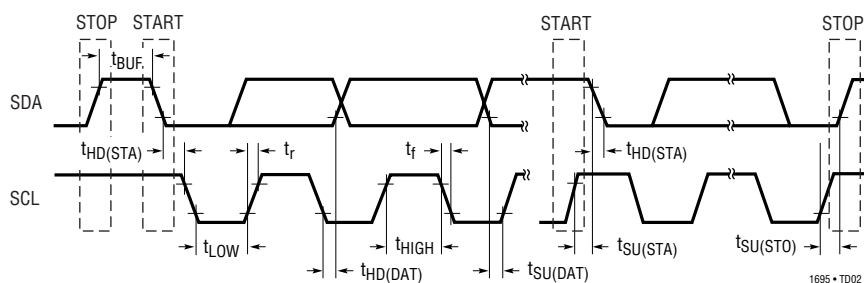 STOP START START STOP
tBUF
SDA
tHD(STA) tr tf tHD(STA)
SCL
tLOW tHIGH tSU(STA) tSU(STO)
tHD(DAT) tSU(DAT)
1695 • TD02